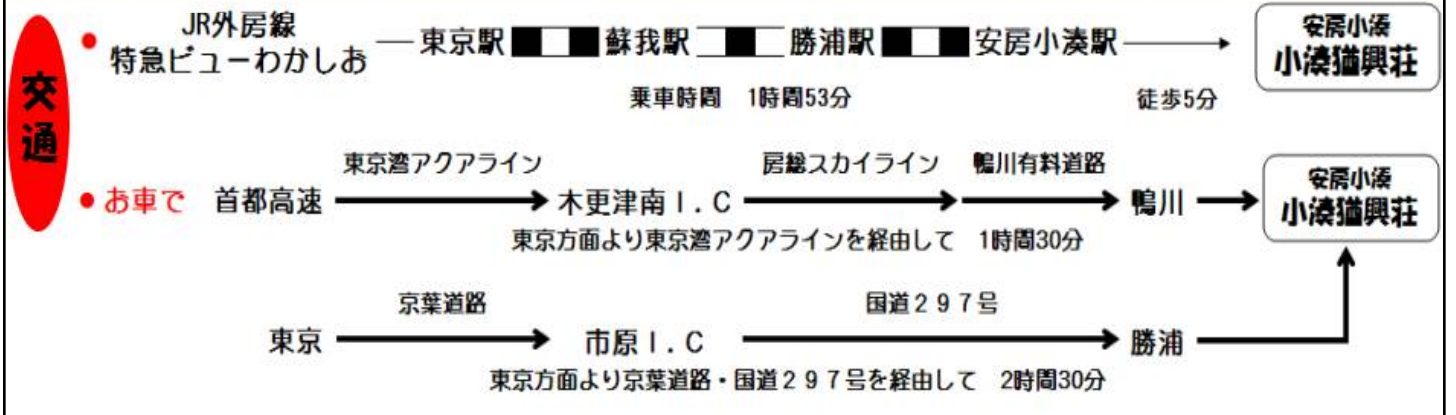 交通
JR外房線
特急ビューわかしお
東京駅 蘇我駅 勝浦駅 安房小湊駅
安房小湊
小湊猶興荘
乗車時間 1時間53分 徒歩5分
東京湾アクアライン 房総スカイライン 鴨川有料道路
お車で 首都高速 木更津南I.C 鴨川
安房小湊
小湊猶興荘
東京方面より東京湾アクアラインを経由して 1時間30分
京葉道路 国道297号
東京 市原I.C 勝浦
東京方面より京葉道路・国道297号を経由して 2時間30分